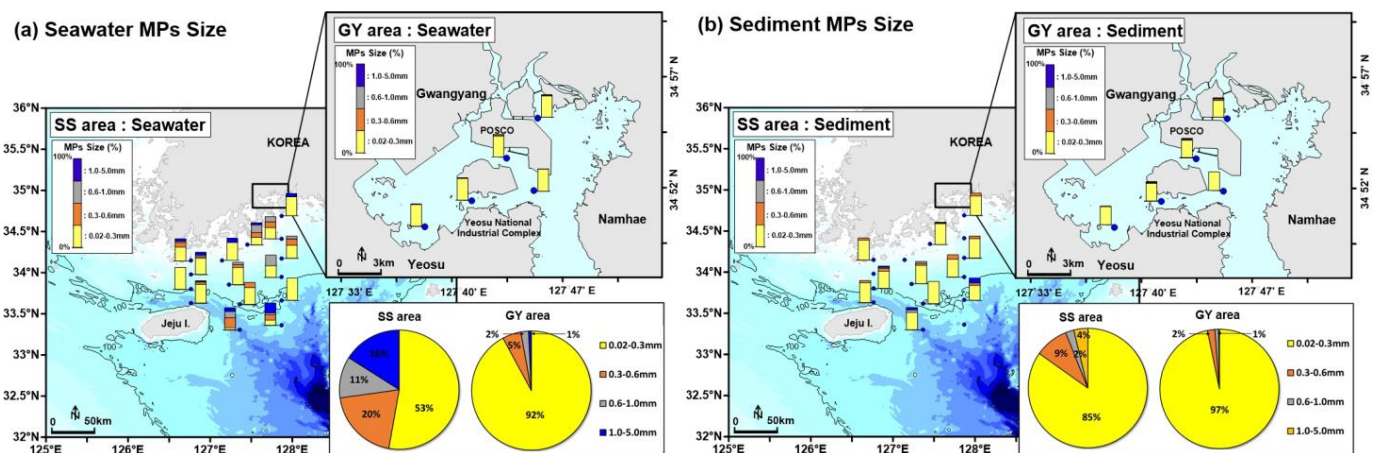 (a) Seawater MPs Size
GY area : Seawater
MPs Size (%)
100%
: 1.0-5.0mm
: 0.6-1.0mm
: 0.3-0.6mm
: 0.02-0.3mm
0%
Gwangyang
POSCO
Yeosu National
Industrial Complex
Namhae
Yeosu
N
0 3km
34 57' N
34 52' N
127 33' E
127 40' E
127 47' E
SS area : Seawater
MPs Size (%)
100%
: 1.0-5.0mm
: 0.6-1.0mm
: 0.3-0.6mm
: 0.02-0.3mm
0%
KOREA
Jeju I.
100
100
N
0 50km
36°N
35.5°N
35°N
34.5°N
34°N
33.5°N
33°N
32.5°N
32°N
125°E
126°E
127°E
128°E
SS area
16%
11%
20%
53%
GY area
2%
5%
1%
92%
0.02-0.3mm
0.3-0.6mm
0.6-1.0mm
1.0-5.0mm
(b) Sediment MPs Size
GY area : Sediment
MPs Size (%)
100%
: 1.0-5.0mm
: 0.6-1.0mm
: 0.3-0.6mm
: 0.02-0.3mm
0%
Gwangyang
POSCO
Yeosu National
Industrial Complex
Namhae
Yeosu
N
0 3km
34 57' N
34 52' N
127 33' E
127 40' E
127 47' E
SS area : Sediment
MPs Size (%)
100%
: 1.0-5.0mm
: 0.6-1.0mm
: 0.3-0.6mm
: 0.02-0.3mm
0%
KOREA
Jeju I.
100
100
N
0 50km
36°N
35.5°N
35°N
34.5°N
34°N
33.5°N
33°N
32.5°N
32°N
125°E
126°E
127°E
128°E
SS area
4%
9%
2%
85%
GY area
2%
1%
97%
0.02-0.3mm
0.3-0.6mm
0.6-1.0mm
1.0-5.0mm